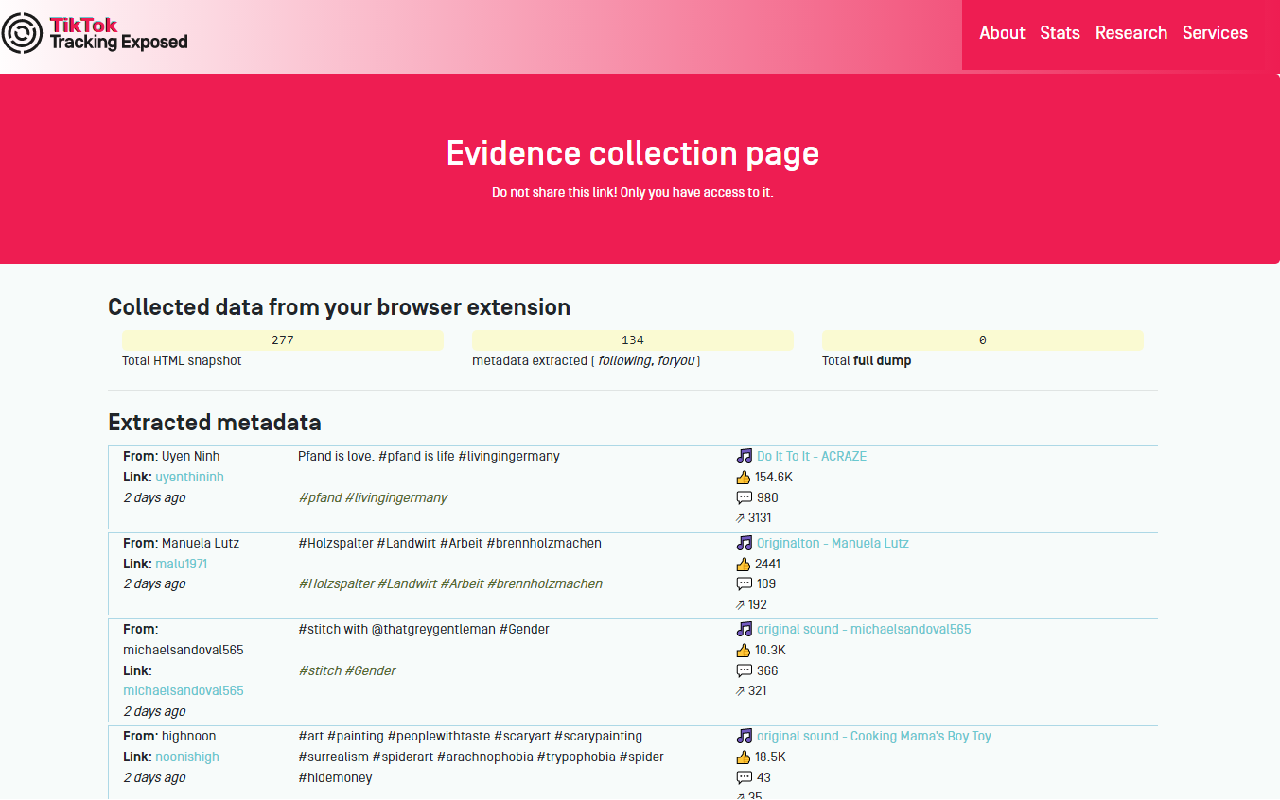 TikTok
Tracking Exposed
About Stats Research Services
Evidence collection page
Do not share this link! Only you have access to it.
Collected data from your browser extension
277
Total HTML snapshot
134
metadata extracted ( following, foryou )
0
Total full dump
Extracted metadata
From: Uyen Ninh
Link: uyenthininh
2 days ago
Pfand is love. #pfand is life #livingingermany
#pfand #livingingermany
Do It To It - ACRAZE
154.6K
980
3131
From: Manuela Lutz
Link: malu1971
2 days ago
#Holzspalter #Landwirt #Arbeit #brennholzmachen
#Holzspalter #Landwirt #Arbeit #brennholzmachen
Originalton - Manuela Lutz
2441
109
192
From:
michaelsandoval565
Link:
michaelsandoval565
2 days ago
#stitch with @thatgreygentleman #Gender
#stitch #Gender
original sound - michaelsandoval565
10.3K
366
321
From: highnoon
Link: noonishigh
2 days ago
#art #painting #peoplewithtaste #scaryart #scarypainting
#surrealism #spiderart #arachnophobia #trypophobia #spider
#hidemoney
original sound - Cooking Mama's Boy Toy
18.5K
43
35